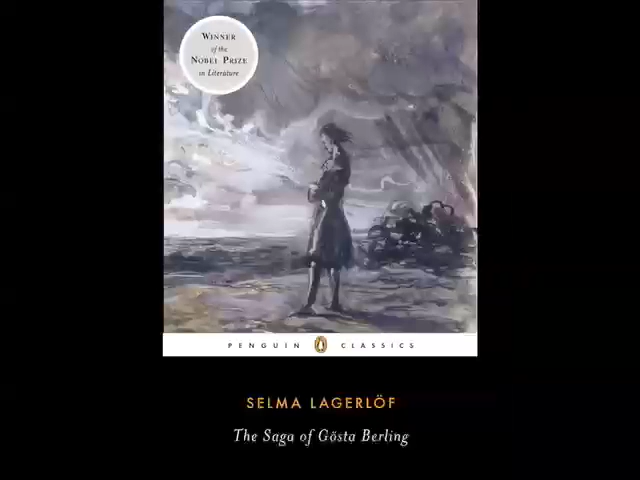 WINNER
of the
NOBEL PRIZE
in Literature
PENGUIN CLASSICS
SELMA LAGERLÖF
The Saga of Gösta Berling